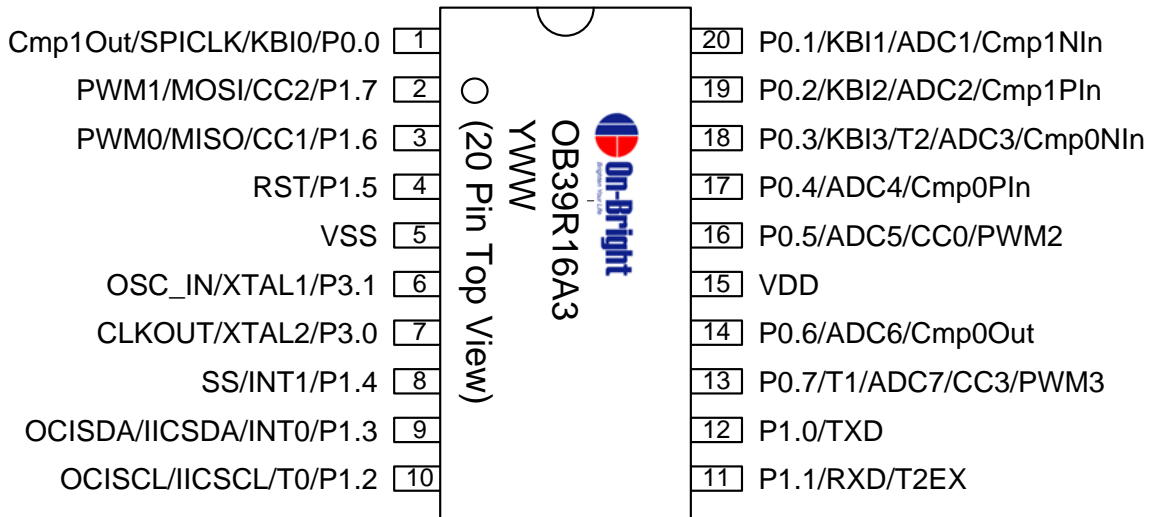 Cmp1Out/SPICLK/KBI0/P0.0 1
PWM1/MOSI/CC2/P1.7 2
PWM0/MISO/CC1/P1.6 3
RST/P1.5 4
VSS 5
OSC_IN/XTAL1/P3.1 6
CLKOUT/XTAL2/P3.0 7
SS/INT1/P1.4 8
OCISDA/IICSDA/INT0/P1.3 9
OCISCL/IICSCL/T0/P1.2 10
On-Bright
Brighten Your Life
OB39R16A3
YWW
(20 Pin Top View)
20 P0.1/KBI1/ADC1/Cmp1NIn
19 P0.2/KBI2/ADC2/Cmp1PIn
18 P0.3/KBI3/T2/ADC3/Cmp0NIn
17 P0.4/ADC4/Cmp0PIn
16 P0.5/ADC5/CC0/PWM2
15 VDD
14 P0.6/ADC6/Cmp0Out
13 P0.7/T1/ADC7/CC3/PWM3
12 P1.0/TXD
11 P1.1/RXD/T2EX